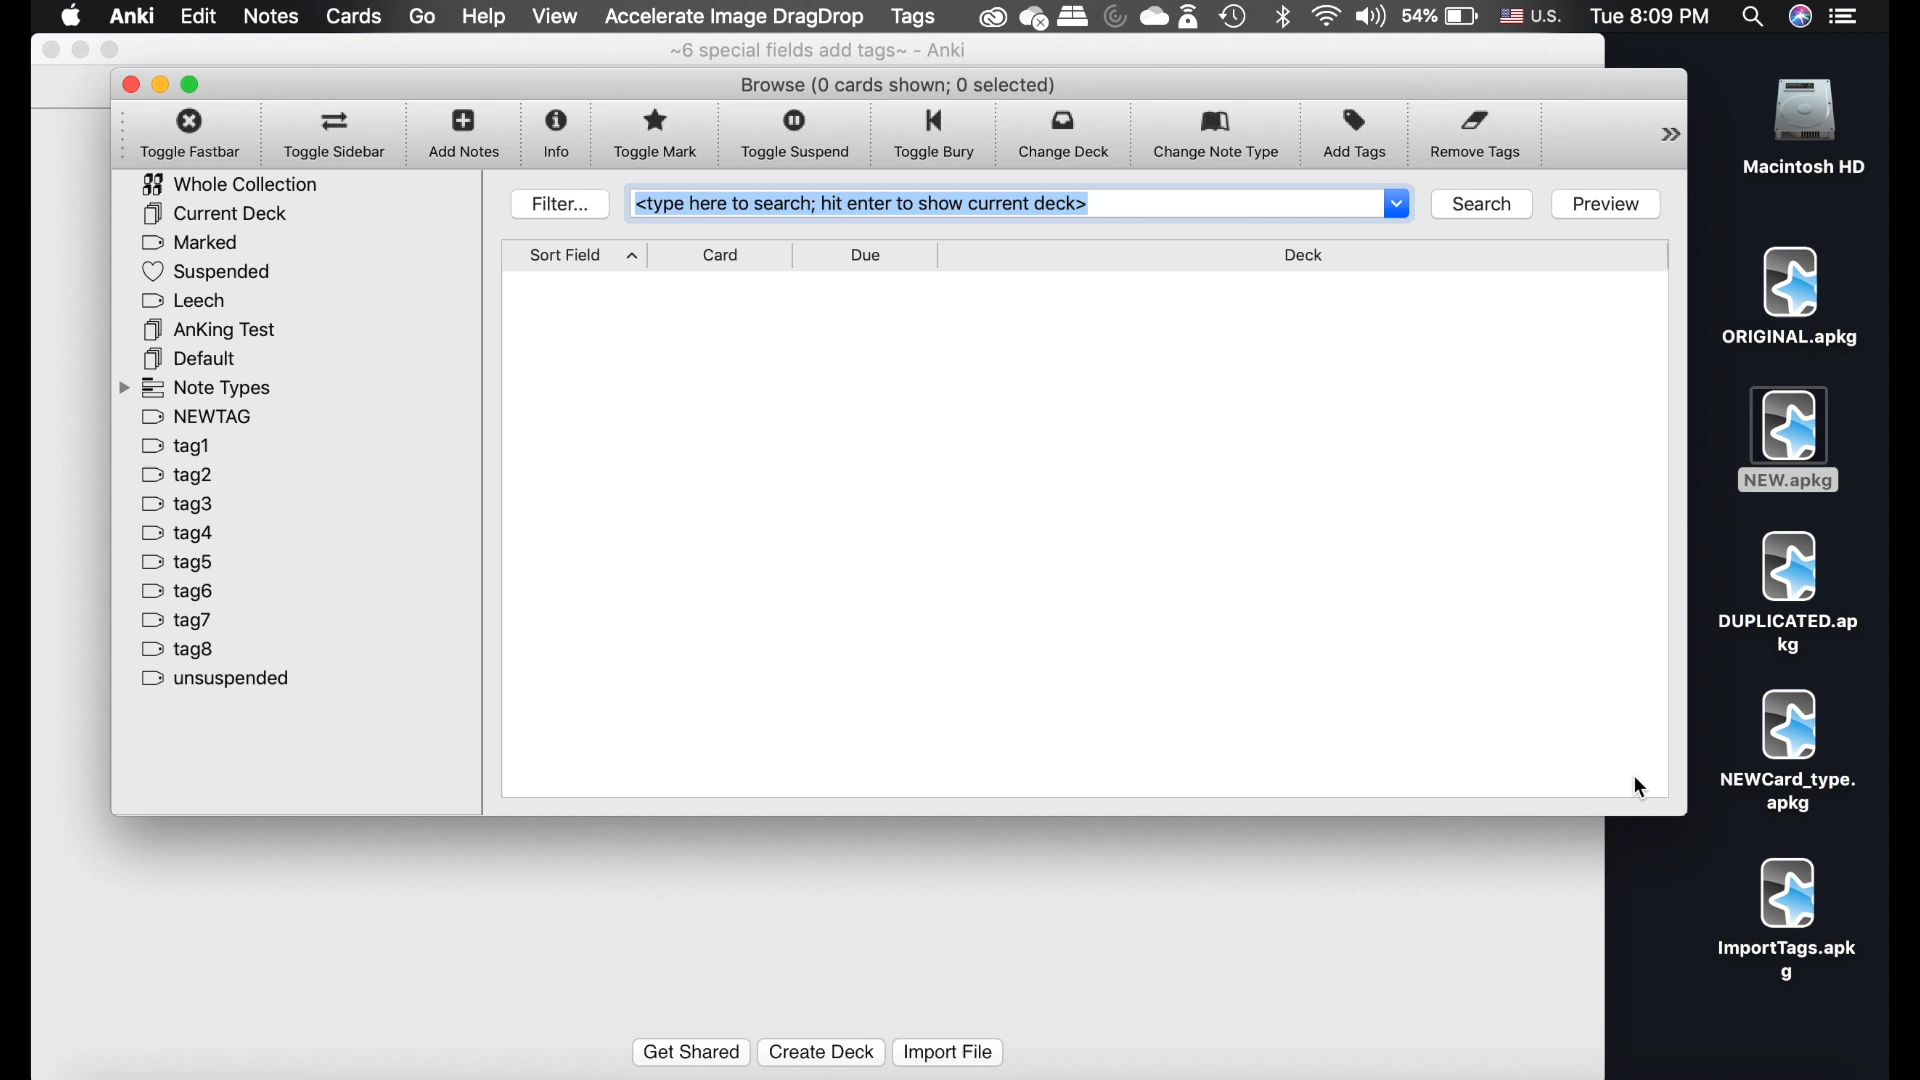 Anki Edit Notes Cards Go Help View Accelerate Image DragDrop Tags 54% U.S. Tue 8:09 PM
~6 special fields add tags~ - Anki
Browse (0 cards shown; 0 selected)
Toggle Fastbar Toggle Sidebar Add Notes Info Toggle Mark Toggle Suspend Toggle Bury Change Deck Change Note Type Add Tags Remove Tags
Whole Collection
Current Deck
Marked
Suspended
Leech
AnKing Test
Default
Note Types
NEWTAG
tag1
tag2
tag3
tag4
tag5
tag6
tag7
tag8
unsuspended
Filter... <type here to search; hit enter to show current deck> Search Preview
Sort Field Card Due Deck
Macintosh HD
ORIGINAL.apkg
NEW.apkg
DUPLICATED.ap
kg
NEWCard_type.
apkg
ImportTags.apk
g
Get Shared Create Deck Import File